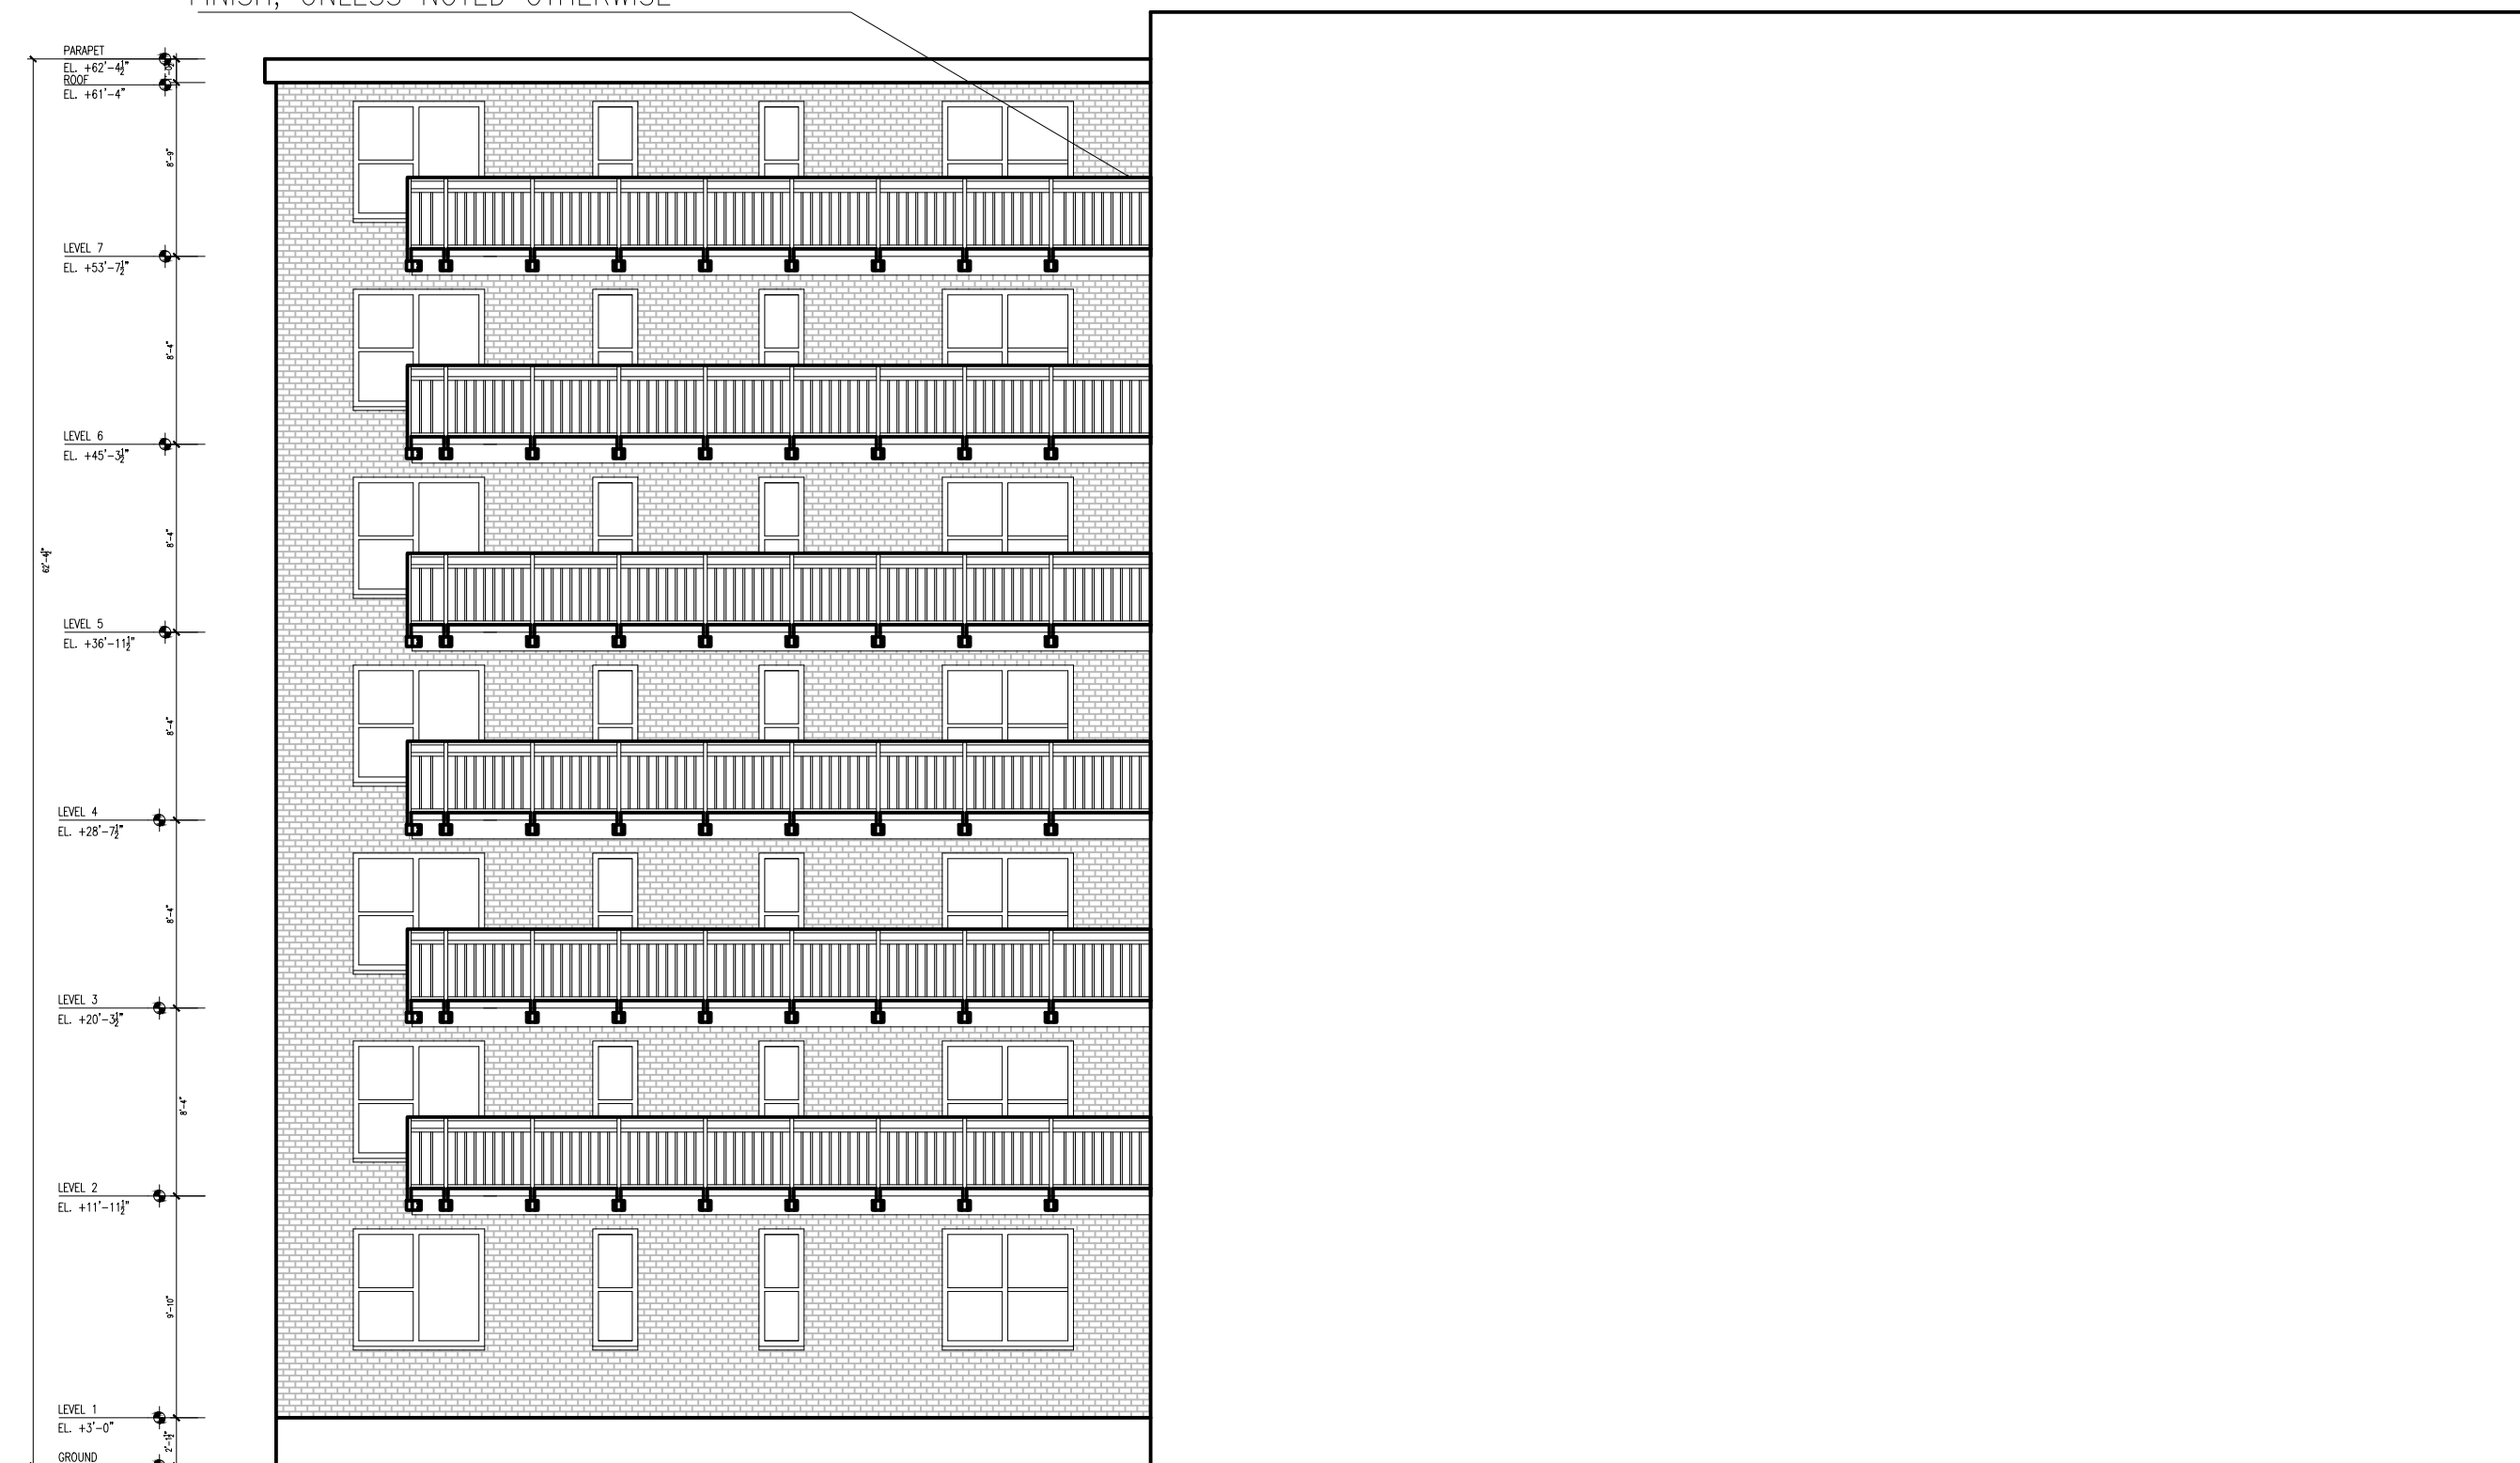 FINISH, UNLESS NOTED OTHERWISE
PARAPET
EL. +62'-4½"
ROOF
EL. +61'-4"
8'-9"
LEVEL 7
EL. +53'-7½"
8'-4"
LEVEL 6
EL. +45'-3½"
8'-4"
62'-4½"
LEVEL 5
EL. +36'-11½"
8'-4"
LEVEL 4
EL. +28'-7½"
8'-4"
LEVEL 3
EL. +20'-3½"
8'-4"
LEVEL 2
EL. +11'-11½"
9'-10"
LEVEL 1
EL. +3'-0"
2'-1½"
GROUND